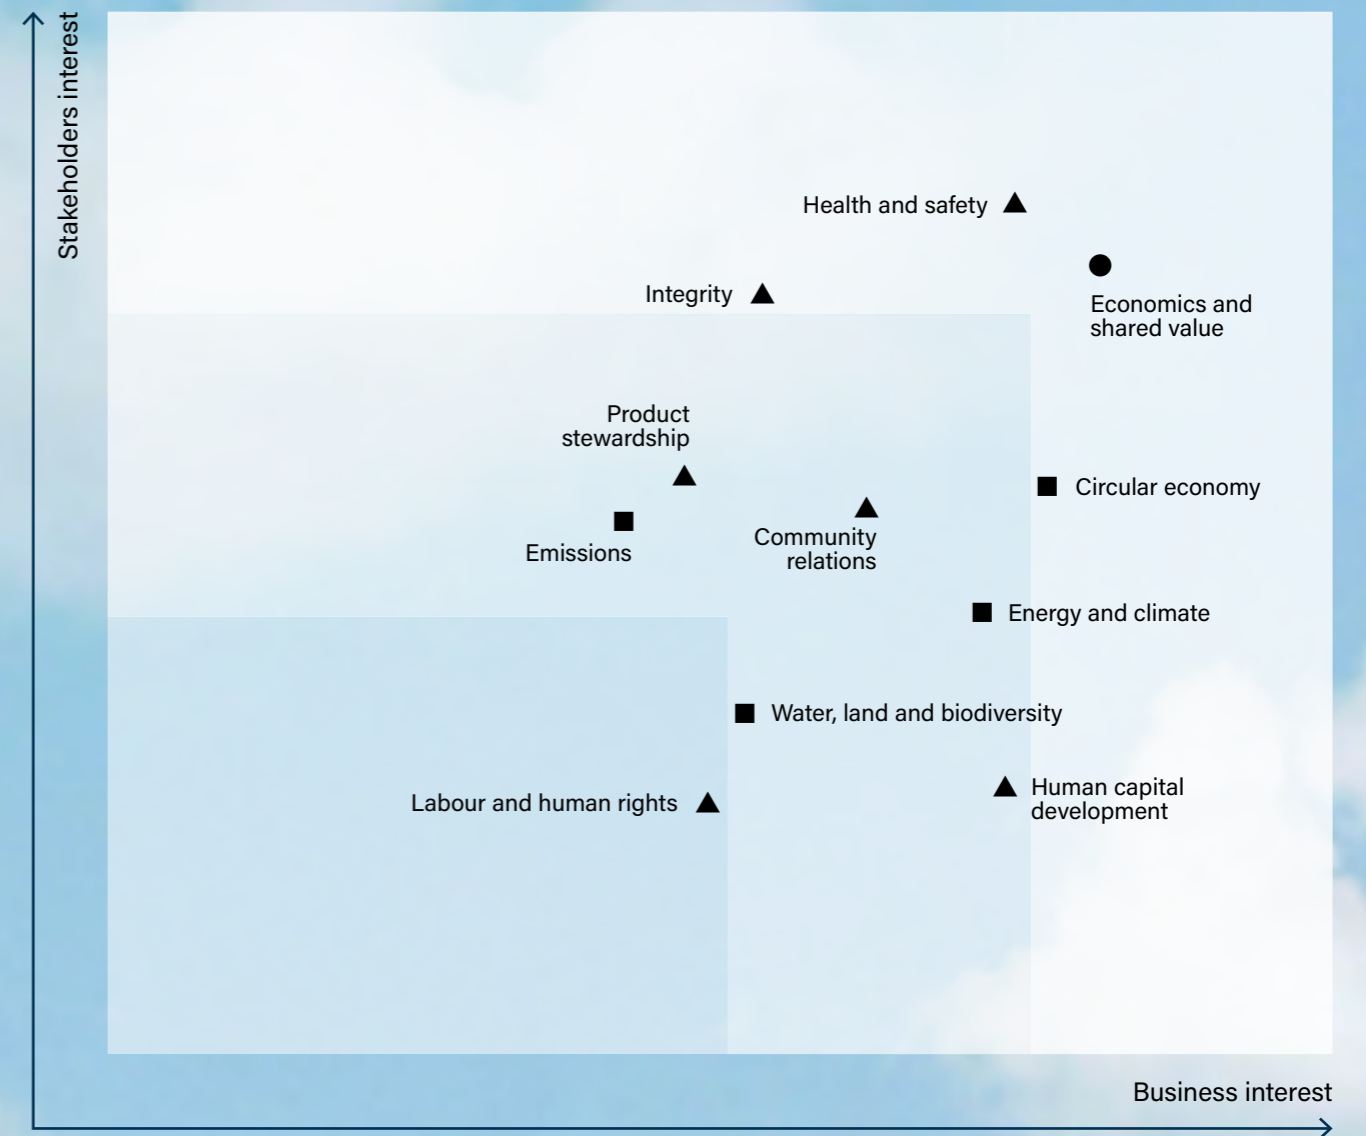 Stakeholders interest
Health and safety
Integrity
Economics and
shared value
Product
stewardship
Circular economy
Emissions
Community
relations
Energy and climate
Water, land and biodiversity
Human capital
development
Labour and human rights
Business interest